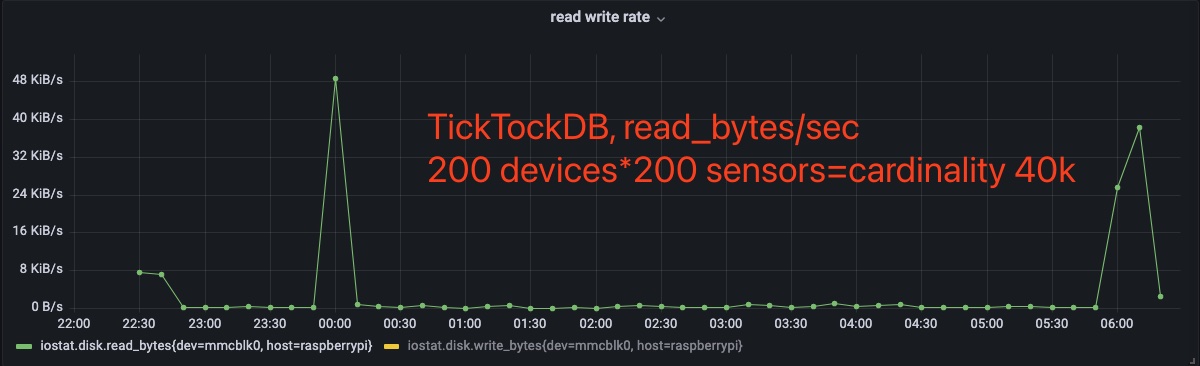 read write rate
48 KiB/s
40 KiB/s
32 KiB/s
24 KiB/s
16 KiB/s
8 KiB/s
0 B/s
TickTockDB, read_bytes/sec
200 devices*200 sensors=cardinality 40k
22:00 22:30 23:00 23:30 00:00 00:30 01:00 01:30 02:00 02:30 03:00 03:30 04:00 04:30 05:00 05:30 06:00
iostat.disk.read_bytes{dev=mmcblk0, host=raspberrypi} iostat.disk.write_bytes{dev=mmcblk0, host=raspberrypi}